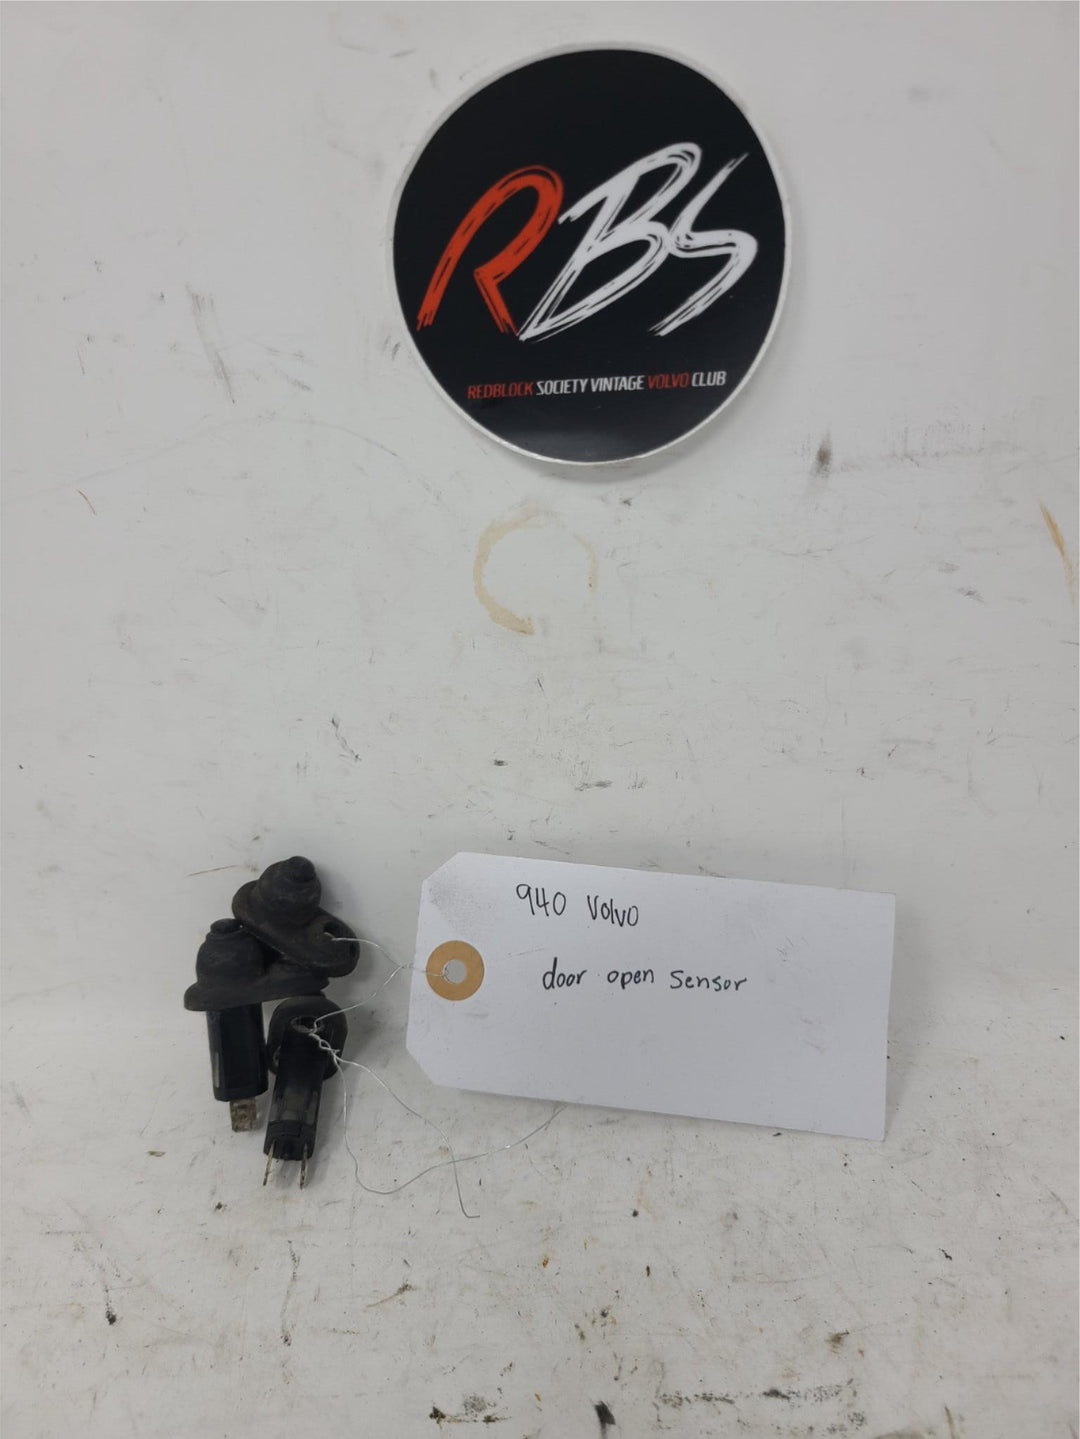 RBS
REDBLOCK SOCIETY VINTAGE VOLVO CLUB
940 Volvo
door open sensor